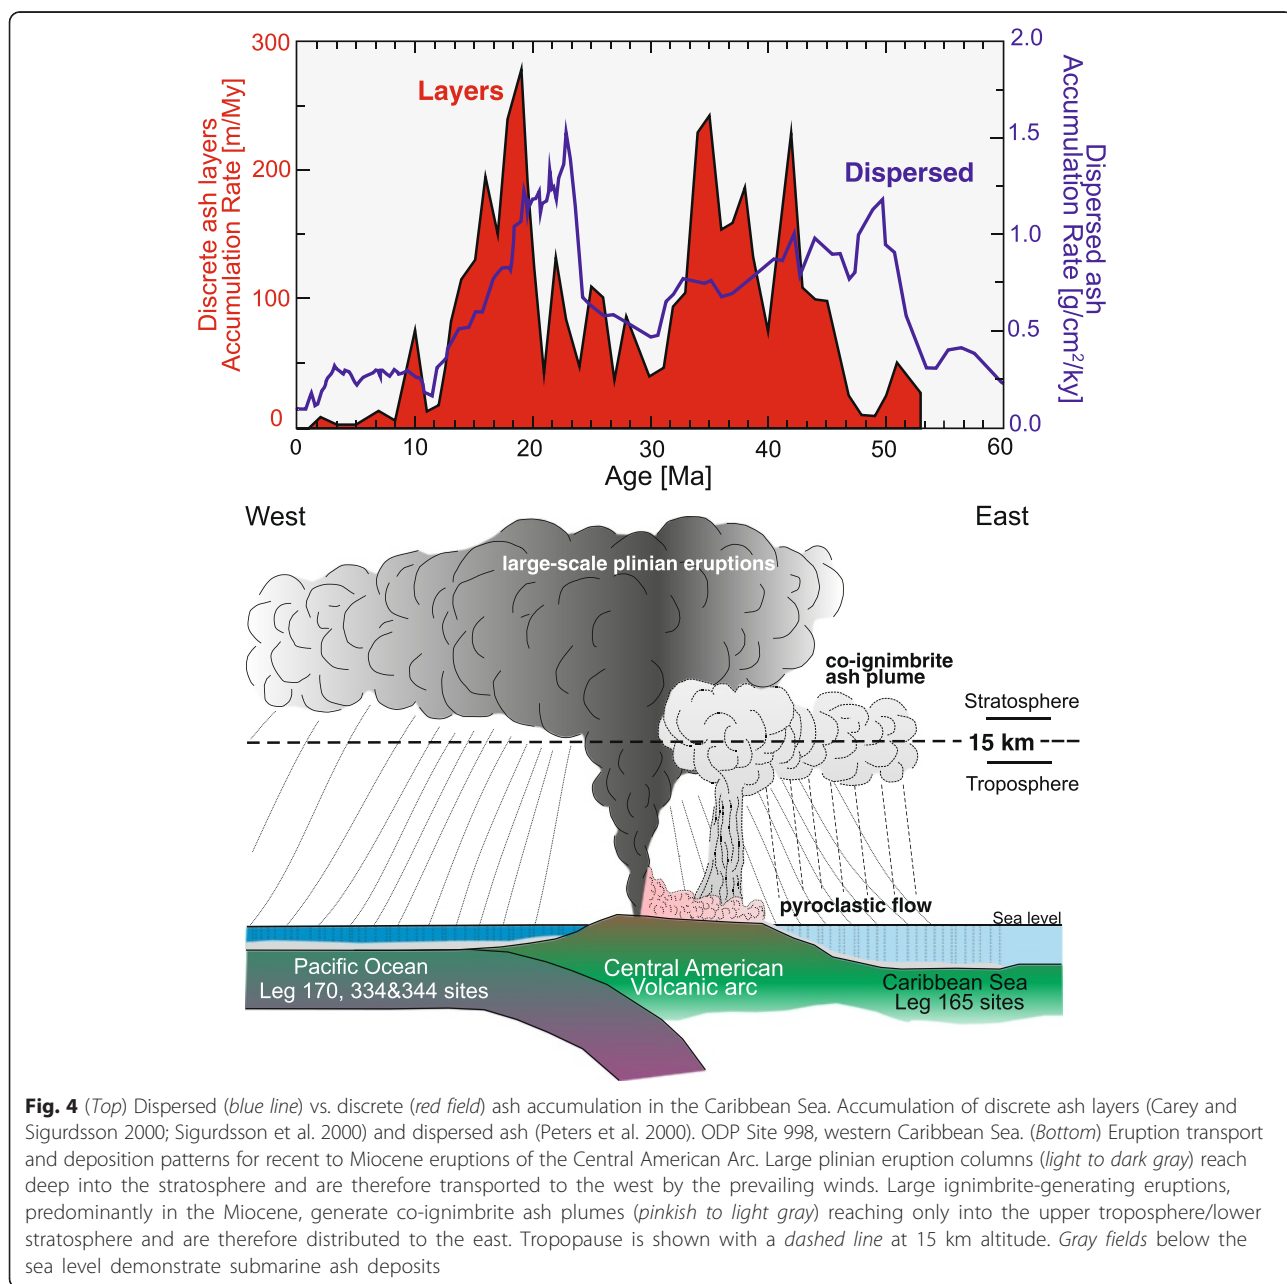 300
200
100
0
Discrete ash layers
Accumulation Rate [m/My]
Layers
Dispersed
2.0
1.5
1.0
0.5
0.0
Dispersed ash
Accumulation Rate [g/cm²/ky]
0 10 20 30 40 50 60
Age [Ma]
West
East
large-scale plinian eruptions
co-ignimbrite
ash plume
Stratosphere
15 km
Troposphere
pyroclastic flow
Sea level
Pacific Ocean
Leg 170, 334&344 sites
Central American
Volcanic arc
Caribbean Sea
Leg 165 sites
Fig. 4 (Top) Dispersed (blue line) vs. discrete (red field) ash accumulation in the Caribbean Sea. Accumulation of discrete ash layers (Carey and
Sigurdsson 2000; Sigurdsson et al. 2000) and dispersed ash (Peters et al. 2000). ODP Site 998, western Caribbean Sea. (Bottom) Eruption transport
and deposition patterns for recent to Miocene eruptions of the Central American Arc. Large plinian eruption columns (light to dark gray) reach
deep into the stratosphere and are therefore transported to the west by the prevailing winds. Large ignimbrite-generating eruptions,
predominantly in the Miocene, generate co-ignimbrite ash plumes (pinkish to light gray) reaching only into the upper troposphere/lower
stratosphere and are therefore distributed to the east. Tropopause is shown with a dashed line at 15 km altitude. Gray fields below the
sea level demonstrate submarine ash deposits